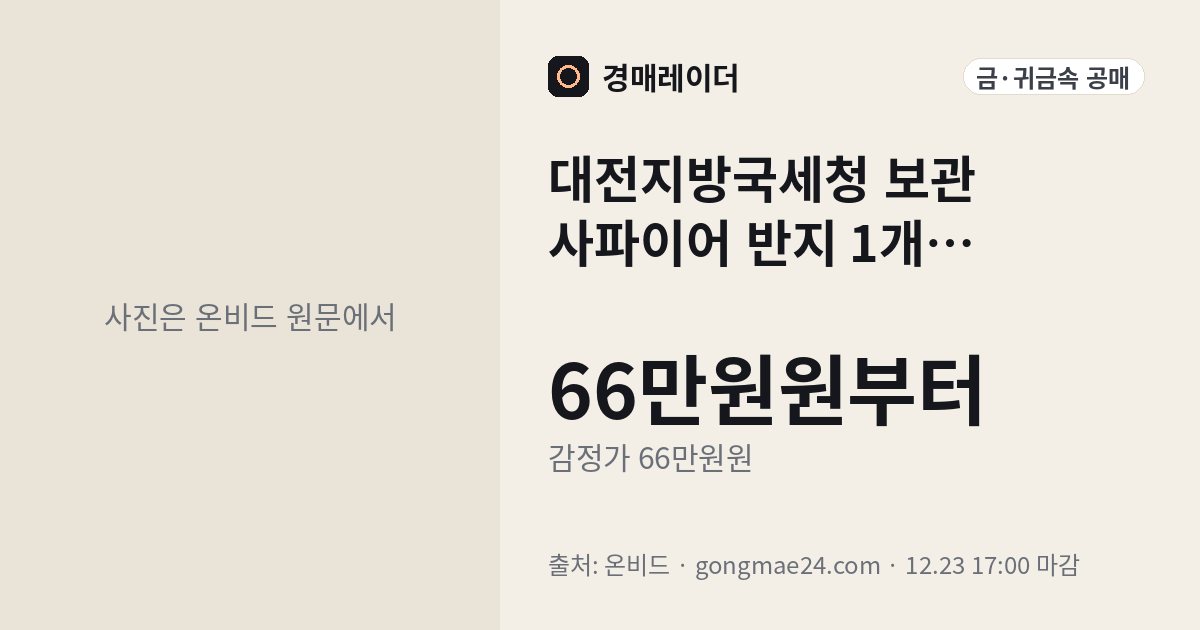 경매레이더
금·귀금속 공매
대전지방국세청 보관
사파이어 반지 1개…
사진은 온비드 원문에서
66만원원부터
감정가 66만원원
출처: 온비드 · gongmae24.com · 12.23 17:00 마감